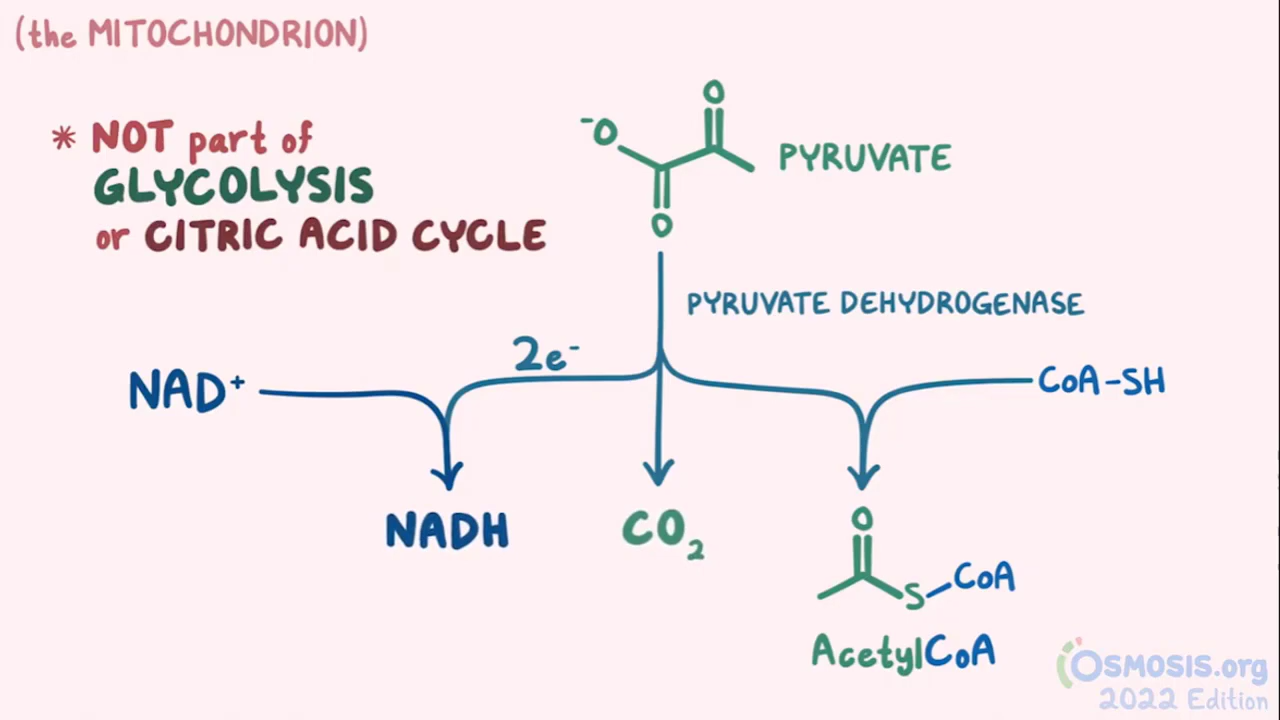 (the MITOCHONDRION)
* NOT part of
GLYCOLYSIS
or CITRIC ACID CYCLE
O
⁻O
PYRUVATE
O
PYRUVATE DEHYDROGENASE
2e⁻
NAD⁺
CoA-SH
NADH
CO₂
O
S
CoA
AcetylCoA
OSMOSIS.org
2022 Edition